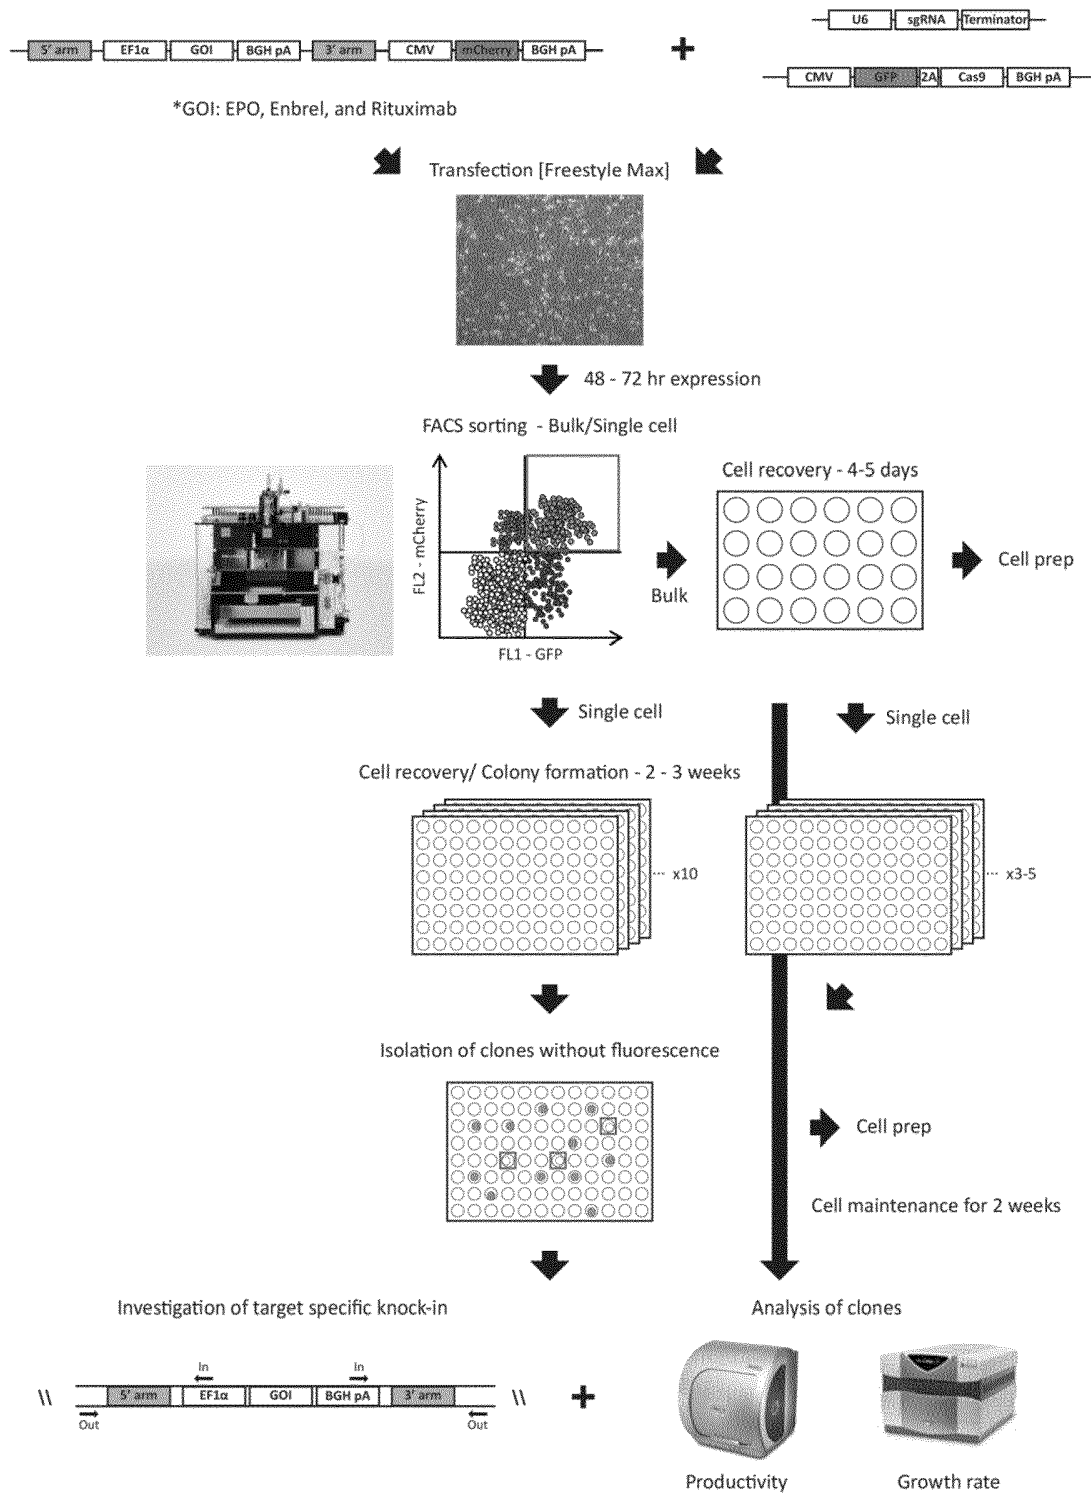 U6 sgRNA Terminator
5' arm EF1α GOI BGH pA 3' arm CMV mCherry BGH pA
+
CMV GFP 2A Cas9 BGH pA
*GOI: EPO, Enbrel, and Rituximab
Transfection [Freestyle Max]
48 - 72 hr expression
FACS sorting - Bulk/Single cell
FL2 - mCherry
FL1 - GFP
Bulk
Cell recovery - 4-5 days
Cell prep
Single cell
Single cell
Cell recovery/ Colony formation - 2 - 3 weeks
··· x10
··· x3-5
Isolation of clones without fluorescence
Cell prep
Cell maintenance for 2 weeks
Investigation of target specific knock-in
Analysis of clones
In In
\\ 5' arm EF1α GOI BGH pA 3' arm \\ +
Out Out
Productivity
Growth rate